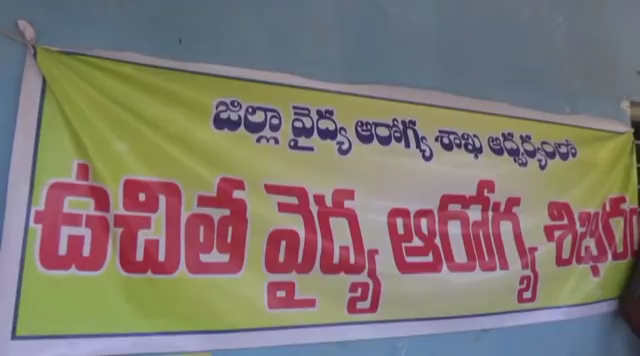 జిల్లా వైద్య ఆరోగ్య శాఖ ఆధ్వర్యంలో
ఉచిత వైద్య ఆరోగ్య శిభిరం